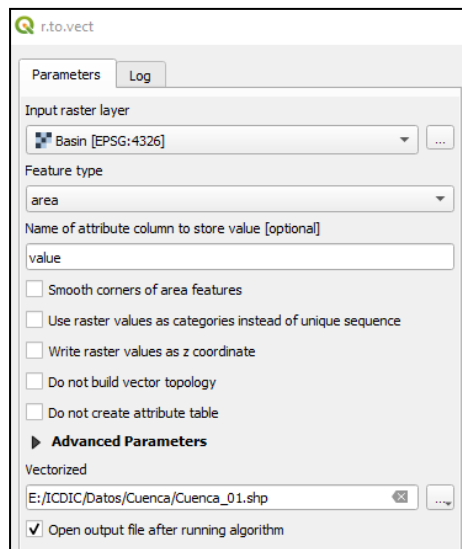 r.to.vect
Parameters Log
Input raster layer
Basin [EPSG:4326]
...
Feature type
area
Name of attribute column to store value [optional]
value
Smooth corners of area features
Use raster values as categories instead of unique sequence
Write raster values as z coordinate
Do not build vector topology
Do not create attribute table
Advanced Parameters
Vectorized
E:/ICDIC/Datos/Cuenca/Cuenca_01.shp
...
Open output file after running algorithm